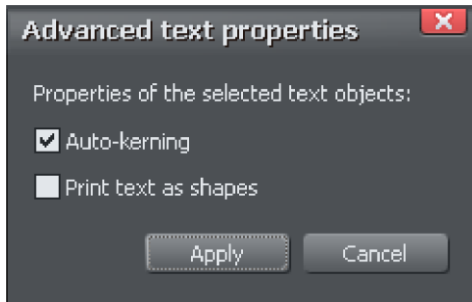 Advanced text properties
Properties of the selected text objects:
Auto-kerning
Print text as shapes
Apply Cancel